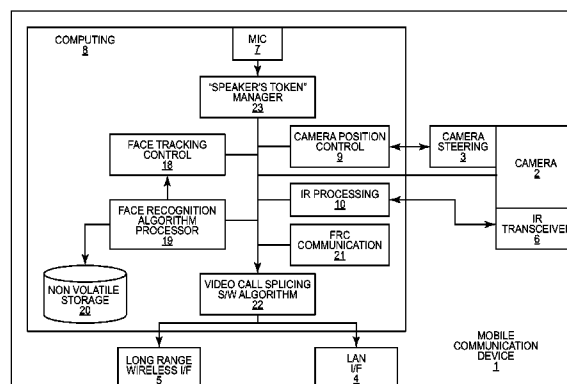 COMPUTING
8
MIC
7
"SPEAKER'S TOKEN"
MANAGER
23
FACE TRACKING
CONTROL
18
CAMERA POSITION
CONTROL
9
CAMERA
STEERING
3
CAMERA
2
FACE RECOGNITION
ALGORITHM
PROCESSOR
19
IR PROCESSING
10
IR
TRANSCEIVER
6
FRC
COMMUNICATION
21
NON VOLATILE
STORAGE
20
VIDEO CALL SPLICING
S/W ALGORITHM
22
LONG RANGE
WIRELESS I/F
5
LAN
I/F
4
MOBILE
COMMUNICATION
DEVICE
1